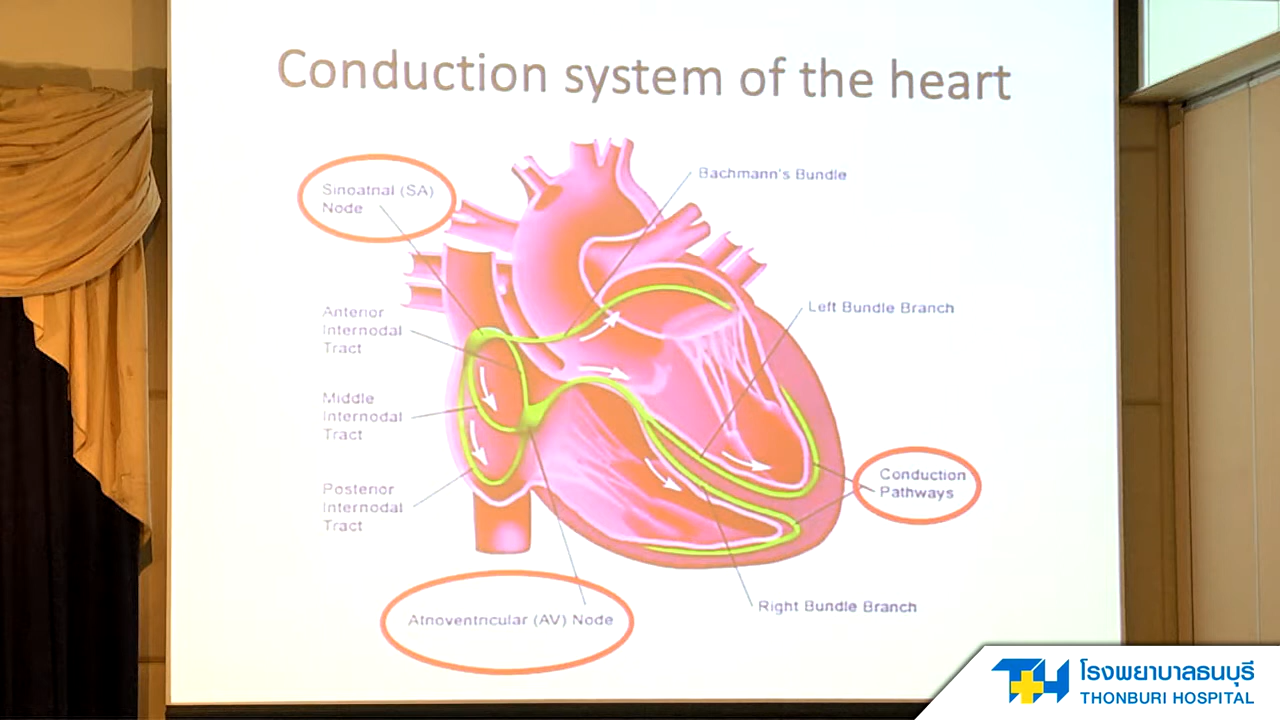 Conduction system of the heart
Sinoatrial (SA)
Node
Bachmann's Bundle
Anterior
Internodal
Tract
Left Bundle Branch
Middle
Internodal
Tract
Conduction
Pathways
Posterior
Internodal
Tract
Right Bundle Branch
Atrioventricular (AV) Node
โรงพยาบาลธนบุรี
THONBURI HOSPITAL